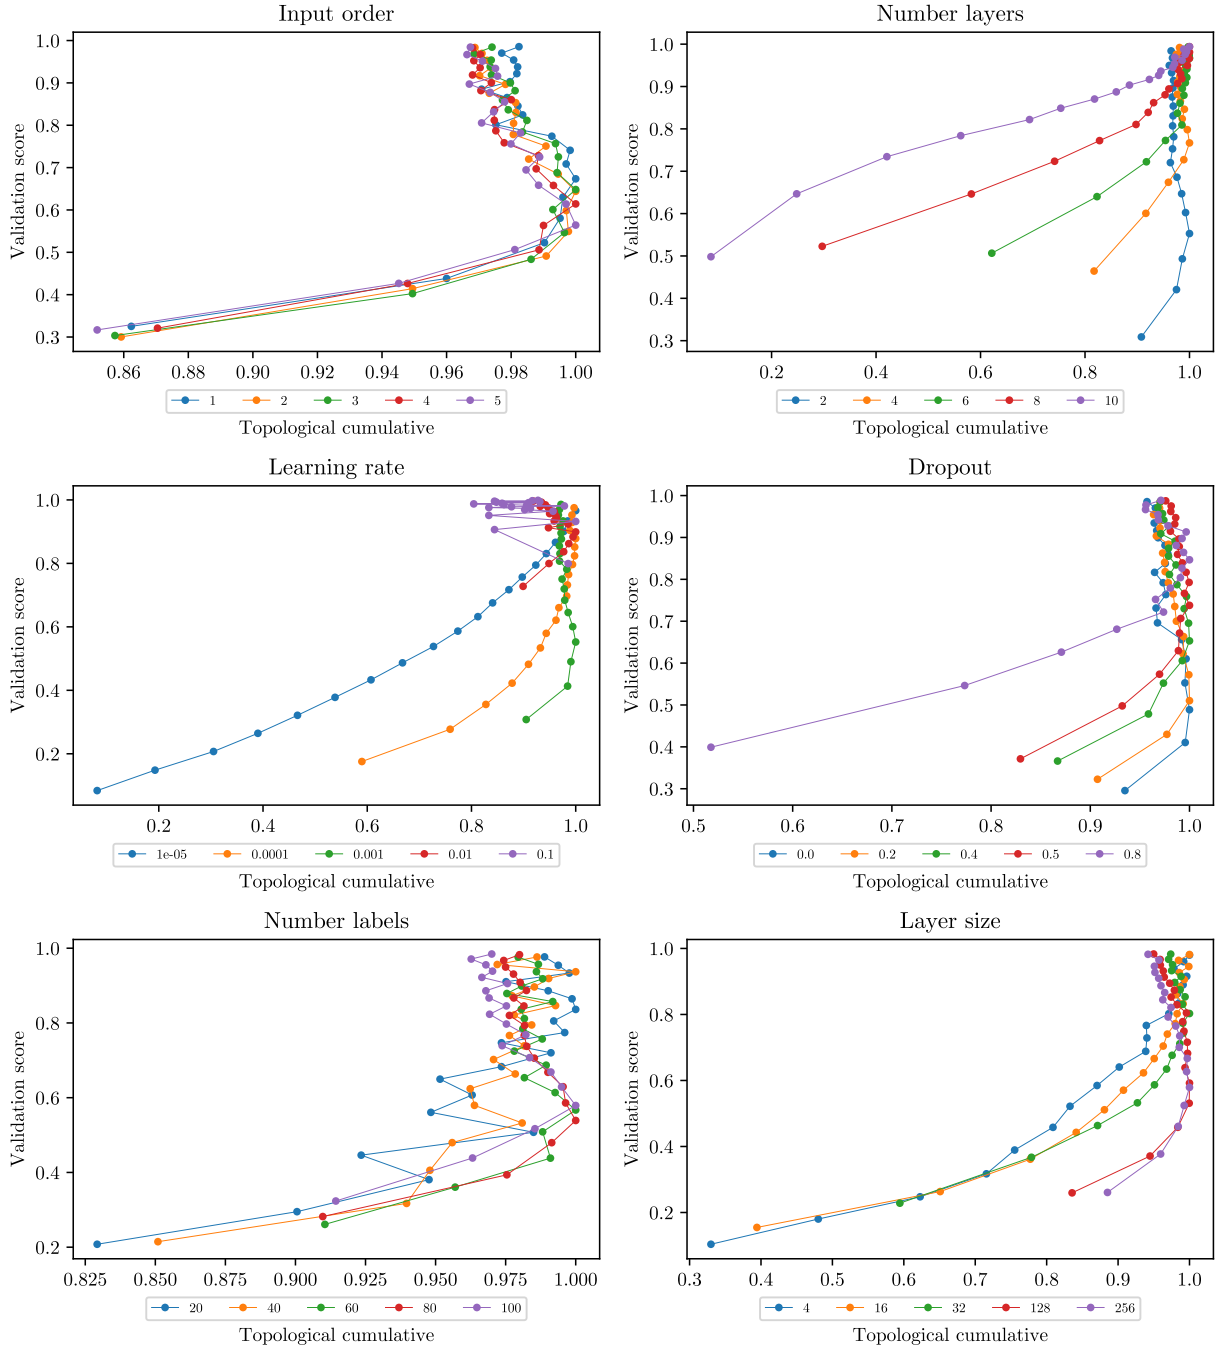 Input order
Validation score
1.0
0.9
0.8
0.7
0.6
0.5
0.4
0.3
0.86 0.88 0.90 0.92 0.94 0.96 0.98 1.00
1 2 3 4 5
Topological cumulative
Number layers
Validation score
1.0
0.9
0.8
0.7
0.6
0.5
0.4
0.3
0.2 0.4 0.6 0.8 1.0
2 4 6 8 10
Topological cumulative
Learning rate
Validation score
1.0
0.8
0.6
0.4
0.2
0.2 0.4 0.6 0.8 1.0
1e-05 0.0001 0.001 0.01 0.1
Topological cumulative
Dropout
Validation score
1.0
0.9
0.8
0.7
0.6
0.5
0.4
0.3
0.5 0.6 0.7 0.8 0.9 1.0
0.0 0.2 0.4 0.5 0.8
Topological cumulative
Number labels
Validation score
1.0
0.8
0.6
0.4
0.2
0.825 0.850 0.875 0.900 0.925 0.950 0.975 1.000
20 40 60 80 100
Topological cumulative
Layer size
Validation score
1.0
0.8
0.6
0.4
0.2
0.3 0.4 0.5 0.6 0.7 0.8 0.9 1.0
4 16 32 128 256
Topological cumulative